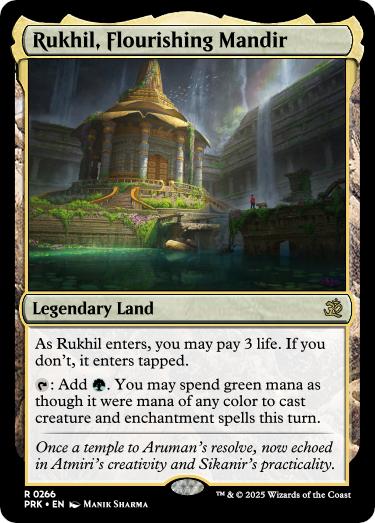 Rukhil, Flourishing Mandir
Legendary Land
As Rukhil enters, you may pay 3 life. If you
don't, it enters tapped.
: Add . You may spend green mana as
though it were mana of any color to cast
creature and enchantment spells this turn.
Once a temple to Aruman's resolve, now echoed
in Atmiri's creativity and Sikanir's practicality.
R 0266
PRK • EN Manik Sharma
™ & © 2025 Wizards of the Coast